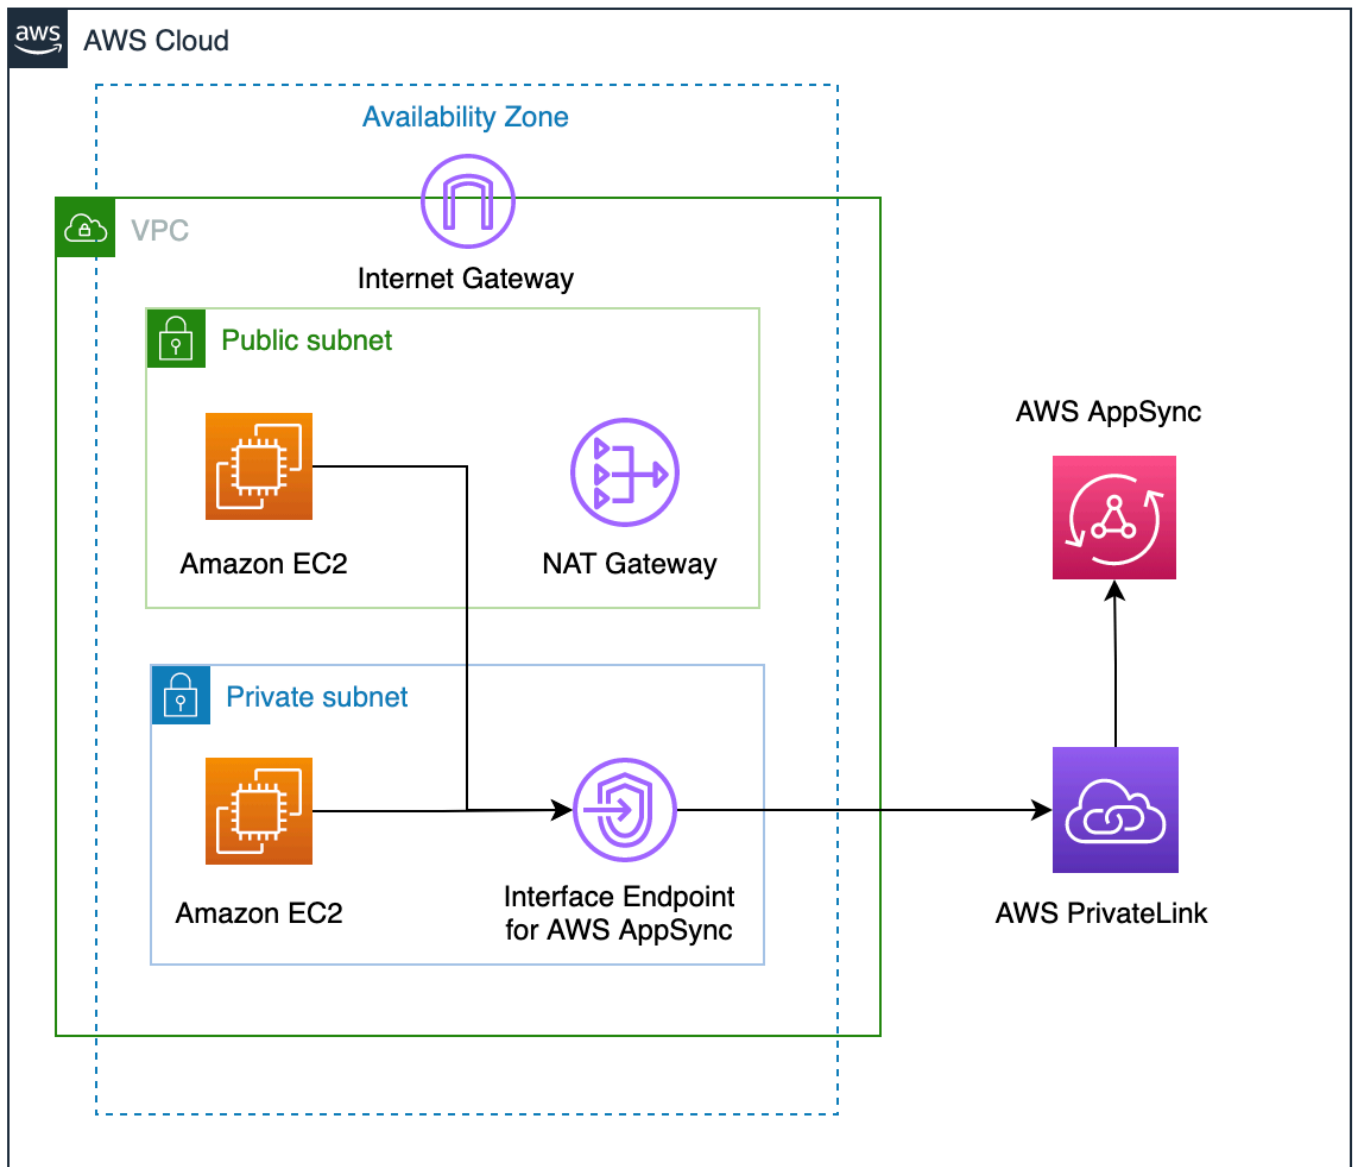 aws
AWS Cloud
Availability Zone
VPC
Internet Gateway
Public subnet
Amazon EC2
NAT Gateway
AWS AppSync
Private subnet
Amazon EC2
Interface Endpoint
for AWS AppSync
AWS PrivateLink